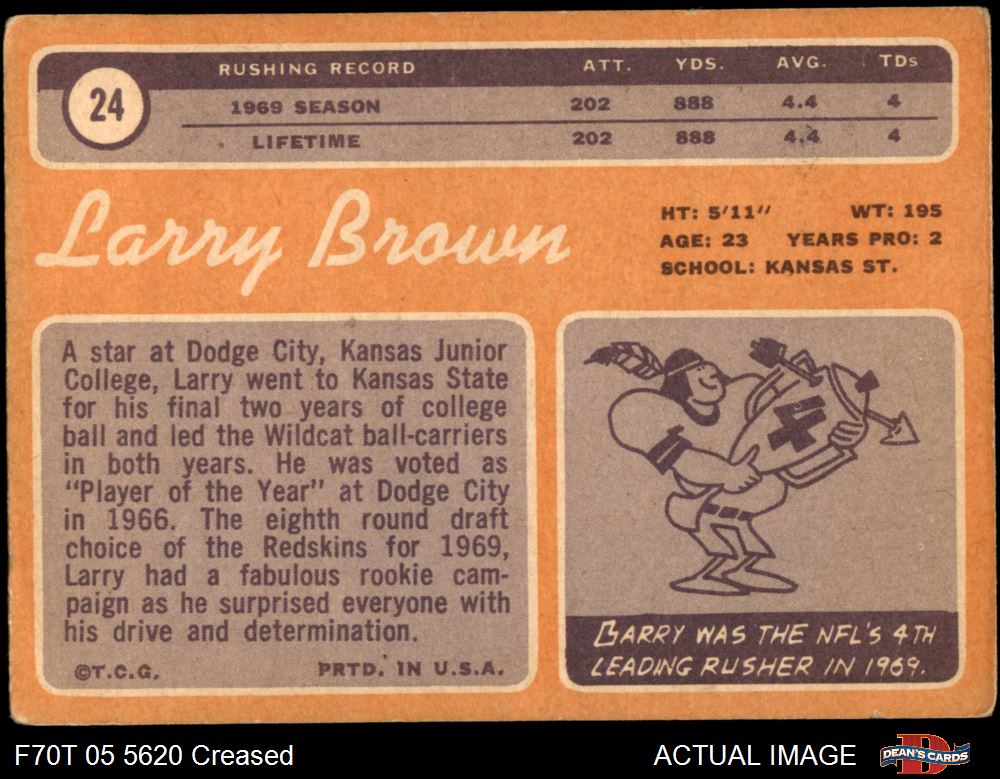 24
RUSHING RECORD ATT. YDS. AVG. TDs
1969 SEASON 202 888 4.4 4
LIFETIME 202 888 4.4 4
Larry Brown
HT: 5'11" WT: 195
AGE: 23 YEARS PRO: 2
SCHOOL: KANSAS ST.
A star at Dodge City, Kansas Junior
College, Larry went to Kansas State
for his final two years of college
ball and led the Wildcat ball-carriers
in both years. He was voted as
"Player of the Year" at Dodge City
in 1966. The eighth round draft
choice of the Redskins for 1969,
Larry had a fabulous rookie cam-
paign as he surprised everyone with
his drive and determination.
©T.C.G. PRTD. IN U.S.A.
4
LARRY WAS THE NFL'S 4TH
LEADING RUSHER IN 1969.
F70T 05 5620 Creased
ACTUAL IMAGE
D
DEAN'S CARDS